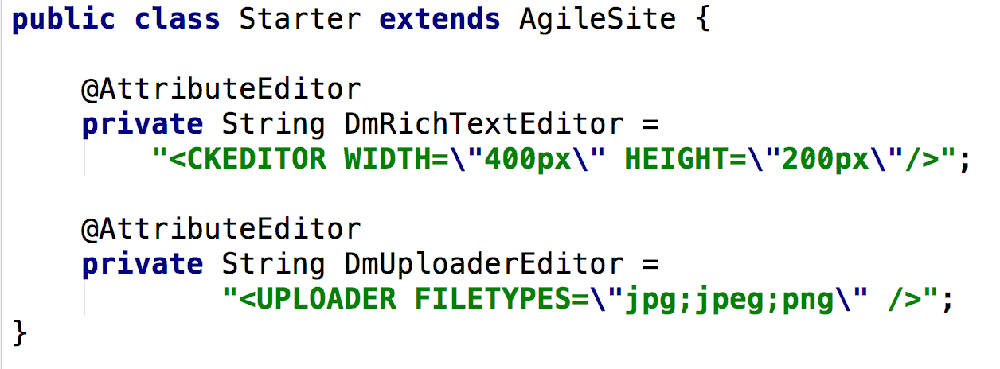 public class Starter extends AgileSite {
@AttributeEditor
private String DmRichTextEditor =
"<CKEDITOR WIDTH=\"400px\" HEIGHT=\"200px\"/>";
@AttributeEditor
private String DmUploaderEditor =
"<UPLOADER FILETYPES=\"jpg;jpeg;png\" />";
}